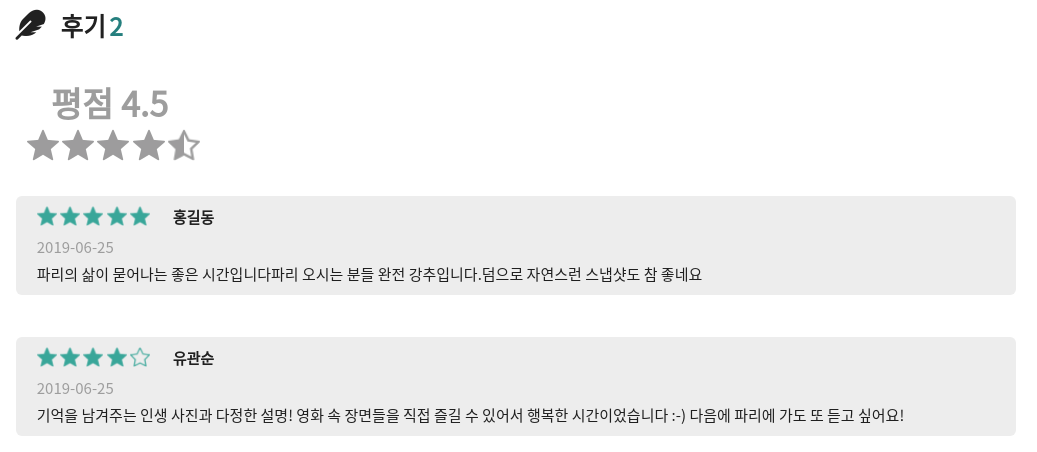 후기 2
평점 4.5
홍길동
2019-06-25
파리의 삶이 묻어나는 좋은 시간입니다파리 오시는 분들 완전 강추입니다.덤으로 자연스런 스냅샷도 참 좋네요
유관순
2019-06-25
기억을 남겨주는 인생 사진과 다정한 설명! 영화 속 장면들을 직접 즐길 수 있어서 행복한 시간이었습니다 :-) 다음에 파리에 가도 또 듣고 싶어요!